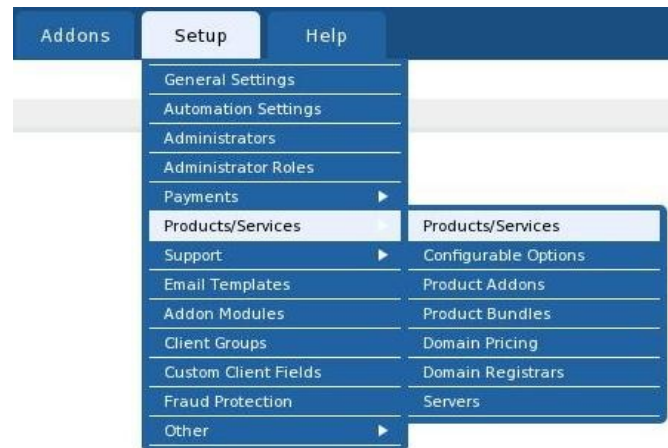 Addons Setup Help
General Settings
Automation Settings
Administrators
Administrator Roles
Payments
Products/Services
Support
Email Templates
Addon Modules
Client Groups
Custom Client Fields
Fraud Protection
Other
Products/Services
Configurable Options
Product Addons
Product Bundles
Domain Pricing
Domain Registrars
Servers